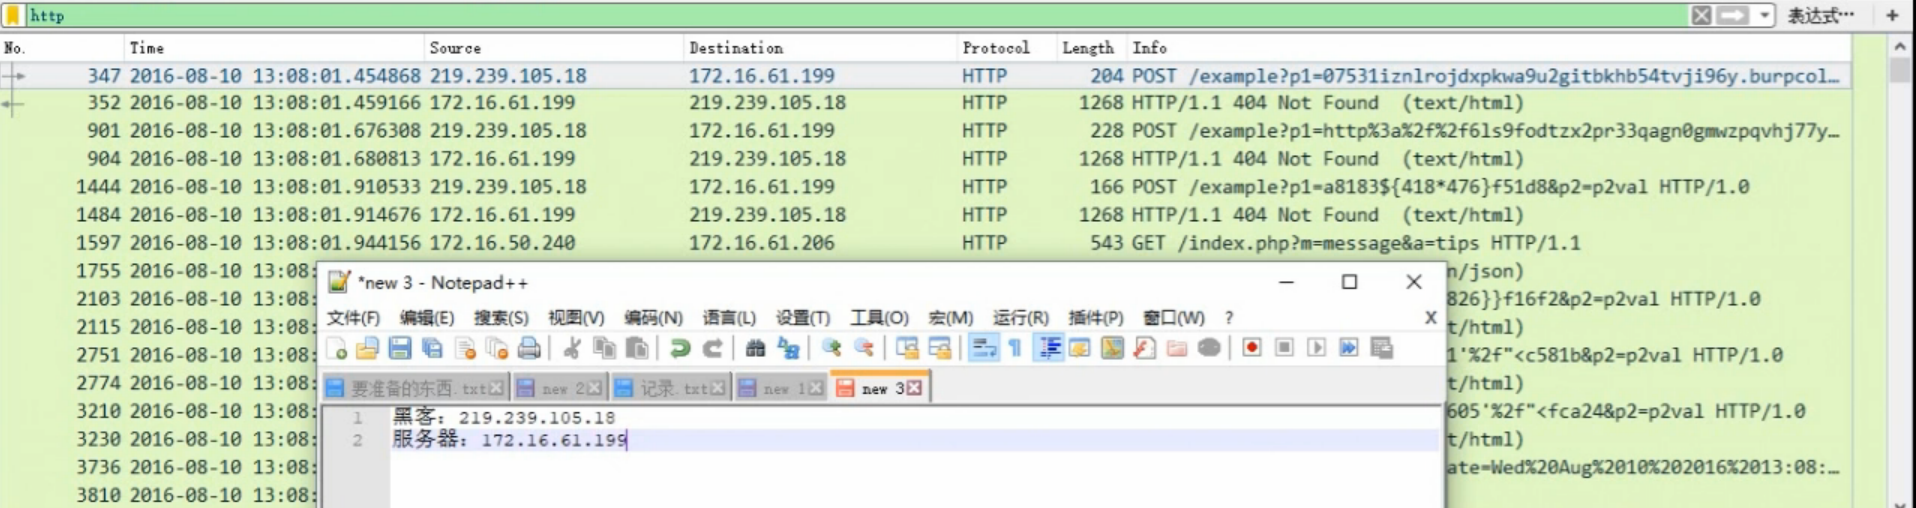 http 表达式… +
No. Time Source Destination Protocol Length Info
347 2016-08-10 13:08:01.454868 219.239.105.18 172.16.61.199 HTTP 204 POST /example?p1=07531iznlrojdxpkwa9u2gitbkhb54tvji96y.burpcol…
352 2016-08-10 13:08:01.459166 172.16.61.199 219.239.105.18 HTTP 1268 HTTP/1.1 404 Not Found (text/html)
901 2016-08-10 13:08:01.676308 219.239.105.18 172.16.61.199 HTTP 228 POST /example?p1=http%3a%2f%2f6ls9fodtzx2pr33qagn0gmwzpqvhj77y…
904 2016-08-10 13:08:01.680813 172.16.61.199 219.239.105.18 HTTP 1268 HTTP/1.1 404 Not Found (text/html)
1444 2016-08-10 13:08:01.910533 219.239.105.18 172.16.61.199 HTTP 166 POST /example?p1=a8183${418*476}f51d8&p2=p2val HTTP/1.0
1484 2016-08-10 13:08:01.914676 172.16.61.199 219.239.105.18 HTTP 1268 HTTP/1.1 404 Not Found (text/html)
1597 2016-08-10 13:08:01.944156 172.16.50.240 172.16.61.206 HTTP 543 GET /index.php?m=message&a=tips HTTP/1.1
1755 2016-08-10 13:08: n/json)
2103 2016-08-10 13:08: 826}}f16f2&p2=p2val HTTP/1.0
2115 2016-08-10 13:08: t/html)
2751 2016-08-10 13:08: 1'%2f"<c581b&p2=p2val HTTP/1.0
2774 2016-08-10 13:08: t/html)
3210 2016-08-10 13:08: 605'%2f"<fca24&p2=p2val HTTP/1.0
3230 2016-08-10 13:08: t/html)
3736 2016-08-10 13:08: ate=Wed%20Aug%2010%202016%2013:08:…
3810 2016-08-10 13:08:
*new 3 - Notepad++
文件(F) 编辑(E) 搜索(S) 视图(V) 编码(N) 语言(L) 设置(T) 工具(O) 宏(M) 运行(R) 插件(P) 窗口(W) ? X
要准备的东西.txt new 2 记录.txt new 1 new 3
1 黑客：219.239.105.18
2 服务器：172.16.61.199